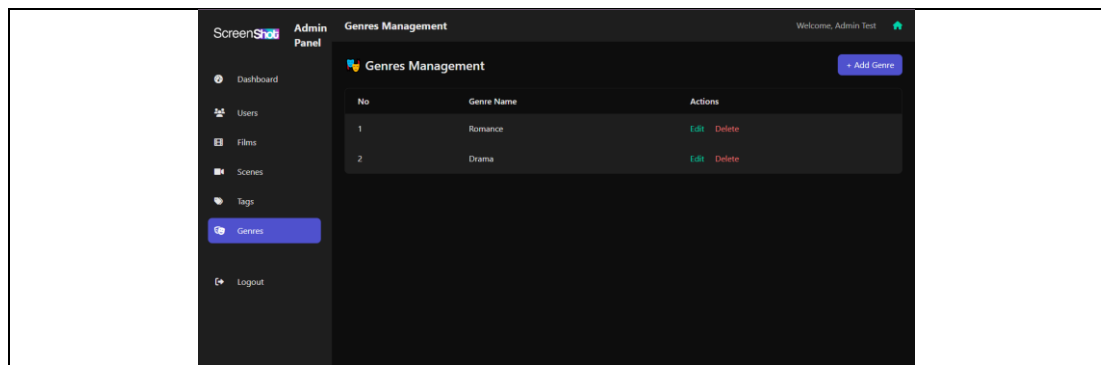 ScreenShot Admin Panel
Genres Management
Welcome, Admin Test
Dashboard
Users
Films
Scenes
Tags
Genres
Logout
Genres Management
+ Add Genre
No Genre Name Actions
1 Romance Edit Delete
2 Drama Edit Delete